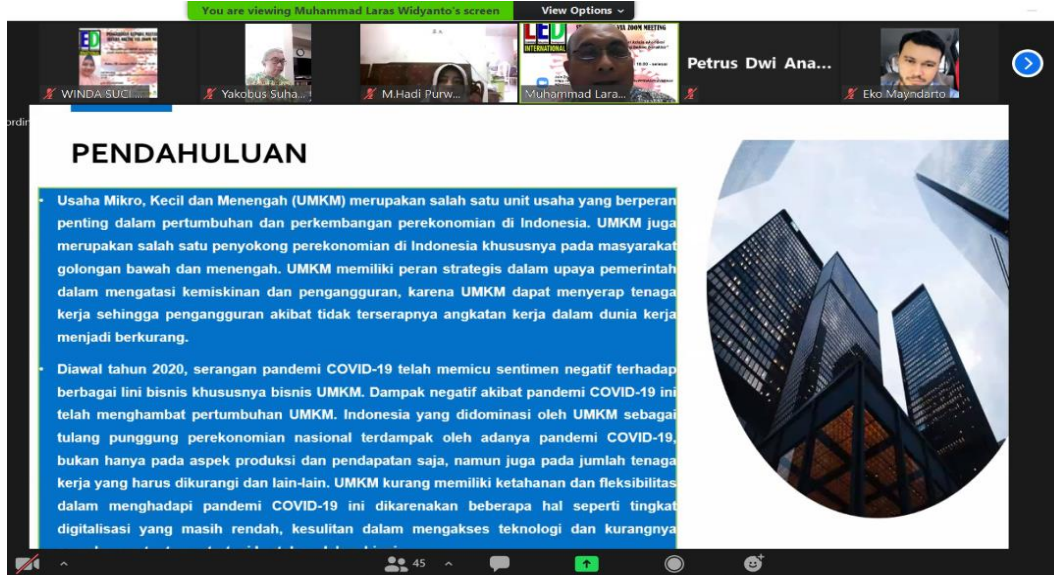 You are viewing Muhammad Laras Widyanto's screen
View Options
WINDA SUCI
Yakobus Suha...
M.Hadi Purw...
LED
INTERNATIONAL
Muhammad Lara...
Petrus Dwi Ana...
Eko Mayndarto
PENDAHULUAN
• Usaha Mikro, Kecil dan Menengah (UMKM) merupakan salah satu unit usaha yang berperan
penting dalam pertumbuhan dan perkembangan perekonomian di Indonesia. UMKM juga
merupakan salah satu penyokong perekonomian di Indonesia khususnya pada masyarakat
golongan bawah dan menengah. UMKM memiliki peran strategis dalam upaya pemerintah
dalam mengatasi kemiskinan dan pengangguran, karena UMKM dapat menyerap tenaga
kerja sehingga pengangguran akibat tidak terserapnya angkatan kerja dalam dunia kerja
menjadi berkurang.
• Diawal tahun 2020, serangan pandemi COVID-19 telah memicu sentimen negatif terhadap
berbagai lini bisnis khususnya bisnis UMKM. Dampak negatif akibat pandemi COVID-19 ini
telah menghambat pertumbuhan UMKM. Indonesia yang didominasi oleh UMKM sebagai
tulang punggung perekonomian nasional terdampak oleh adanya pandemi COVID-19,
bukan hanya pada aspek produksi dan pendapatan saja, namun juga pada jumlah tenaga
kerja yang harus dikurangi dan lain-lain. UMKM kurang memiliki ketahanan dan fleksibilitas
dalam menghadapi pandemi COVID-19 ini dikarenakan beberapa hal seperti tingkat
digitalisasi yang masih rendah, kesulitan dalam mengakses teknologi dan kurangnya
45